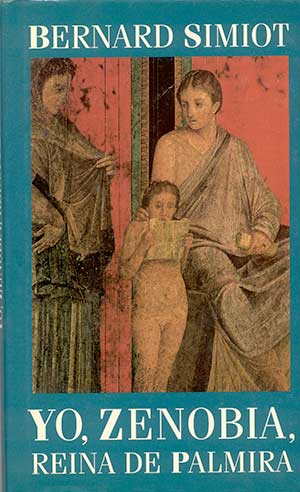 BERNARD SIMIOT
YO, ZENOBIA,
REINA DE PALMIRA